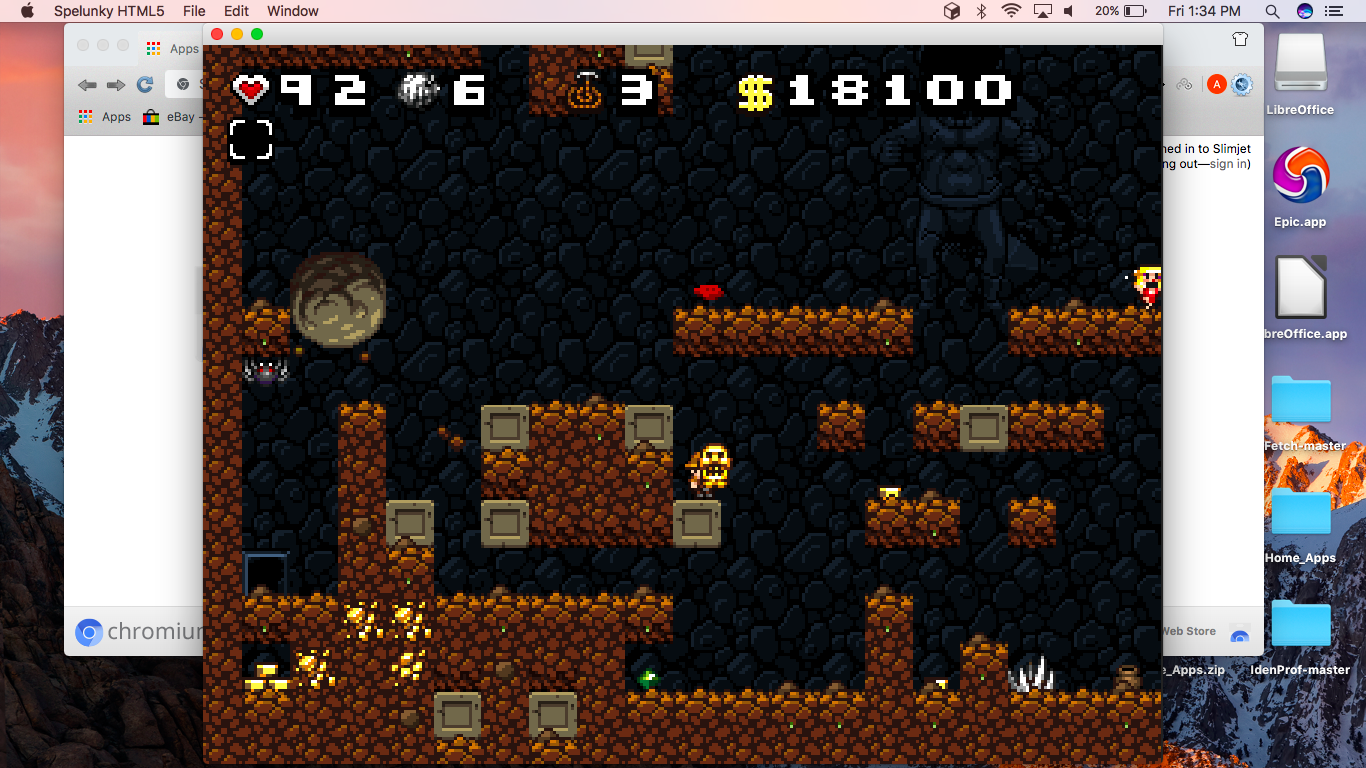 Spelunky HTML5 File Edit Window 20% Fri 1:34 PM
Apps
S A
Apps eBay
92 6 3 $18100
ned in to Slimjet
ng out—sign in)
LibreOffice
Epic.app
breOffice.app
Fetch-master
Home_Apps
chromium Web Store
e_Apps.zip IdenProf-master